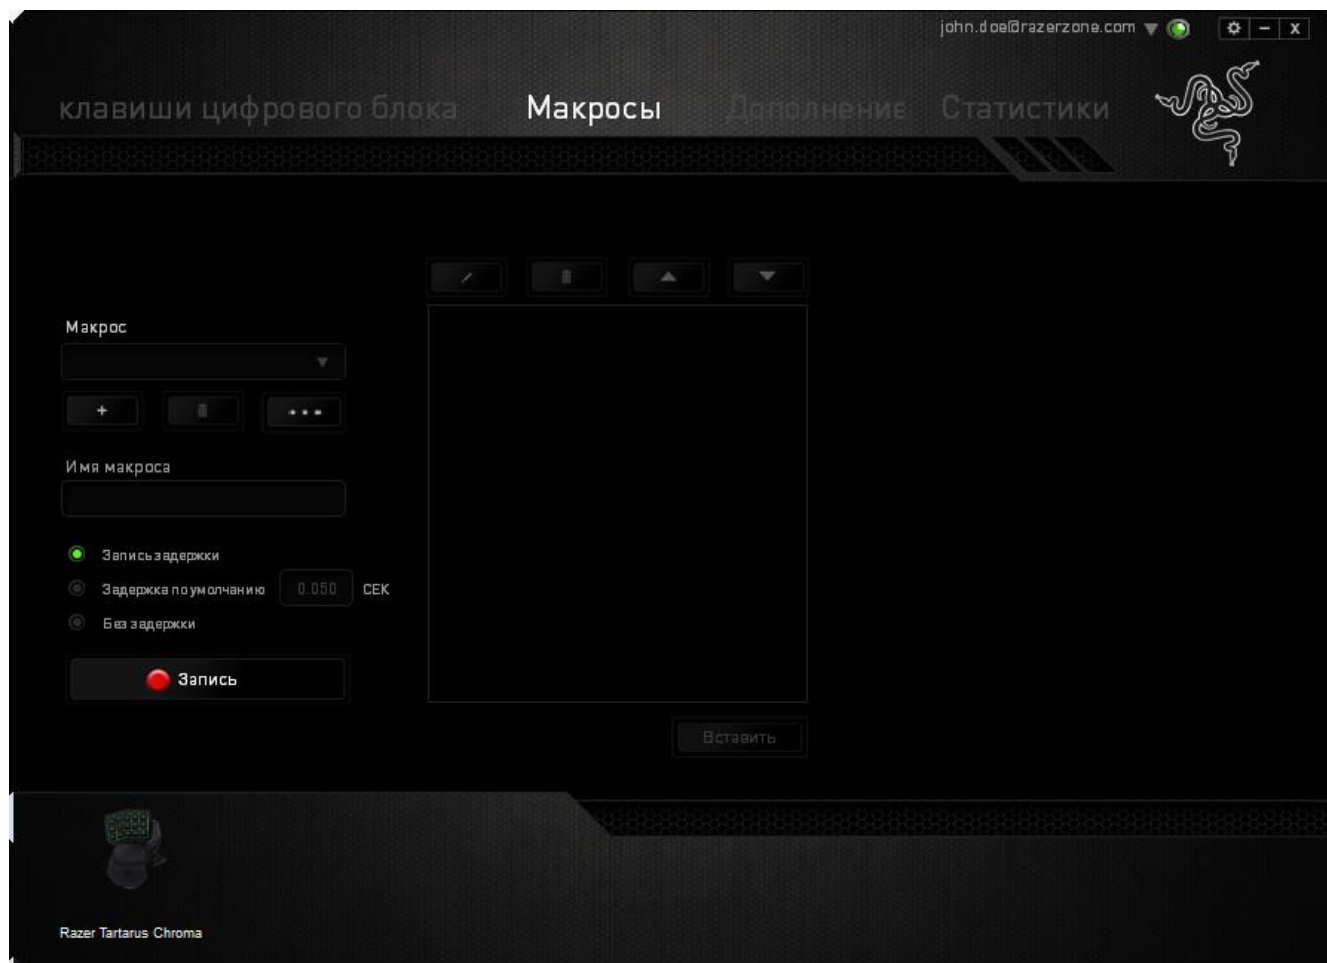 john.doe@razerzone.com
клавиши цифрового блока Макросы Дополнение Статистики
Макрос
Имя макроса
Запись задержки
Задержка по умолчанию 0.050 СЕК
Без задержки
Запись
Вставить
Razer Tartarus Chroma